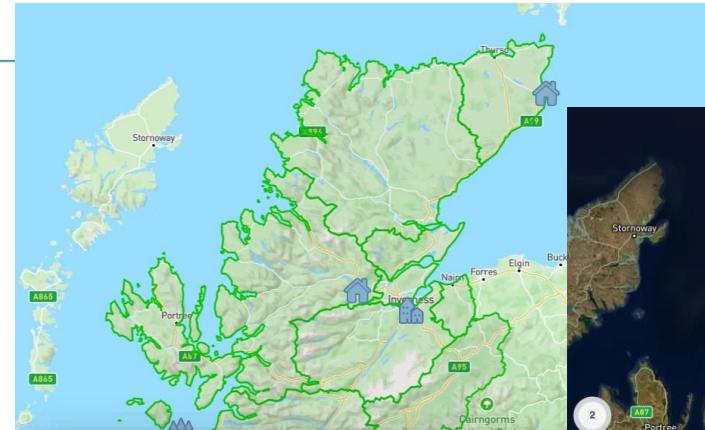 Thurso
A99
Stornoway
Stornoway
Elgin
Buck
Nairn
Forres
A865
Inverness
Portree
A87
A95
A865
Cairngorms
2
A87
Portree